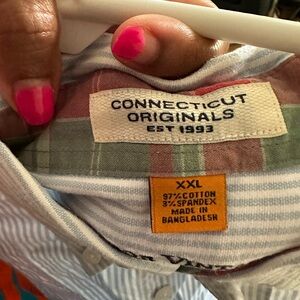 CONNECTICUT
ORIGINALS
EST 1993
XXL
97% COTTON
3% SPANDEX
MADE IN
BANGLADESH